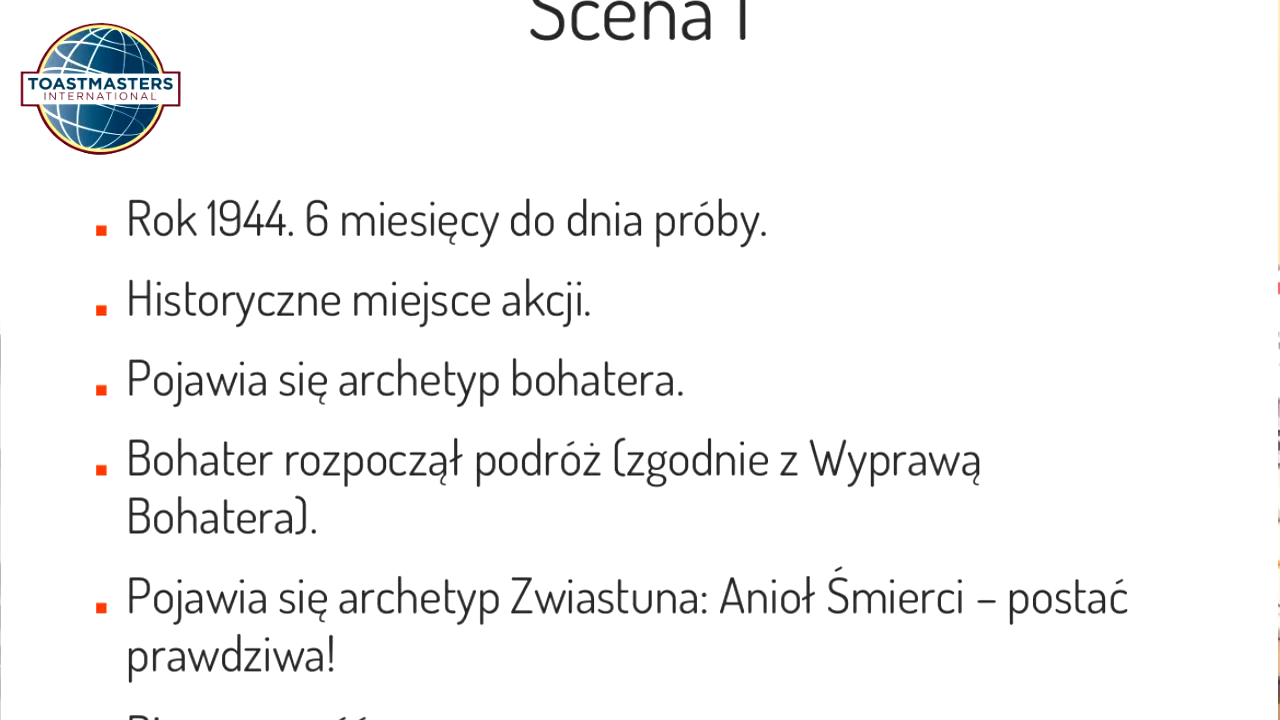 Scena 1
TOASTMASTERS
INTERNATIONAL
Rok 1944. 6 miesięcy do dnia próby.
Historyczne miejsce akcji.
Pojawia się archetyp bohatera.
Bohater rozpoczął podróż (zgodnie z Wyprawą
Bohatera).
Pojawia się archetyp Zwiastuna: Anioł Śmierci – postać
prawdziwa!